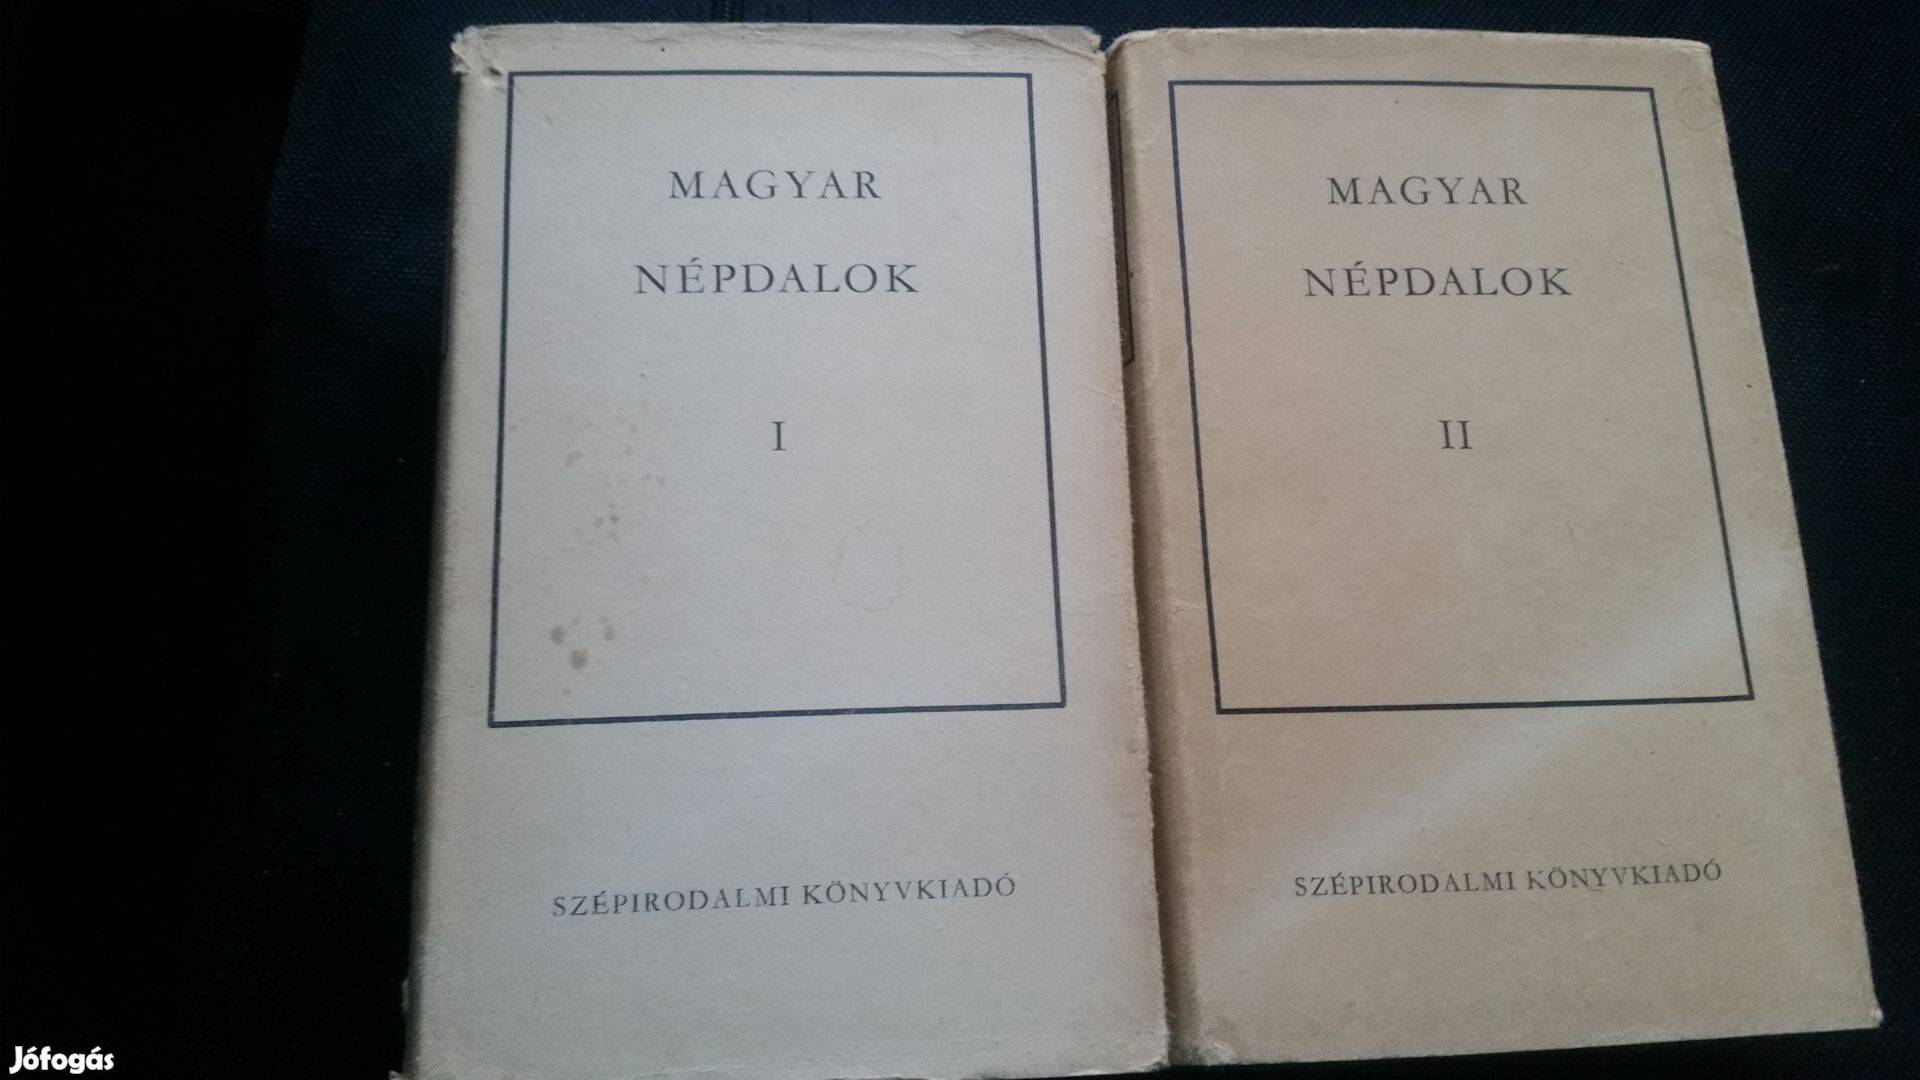 MAGYAR
NÉPDALOK
I
SZÉPIRODALMI KÖNYVKIADÓ
MAGYAR
NÉPDALOK
II
SZÉPIRODALMI KÖNYVKIADÓ
Jófogás